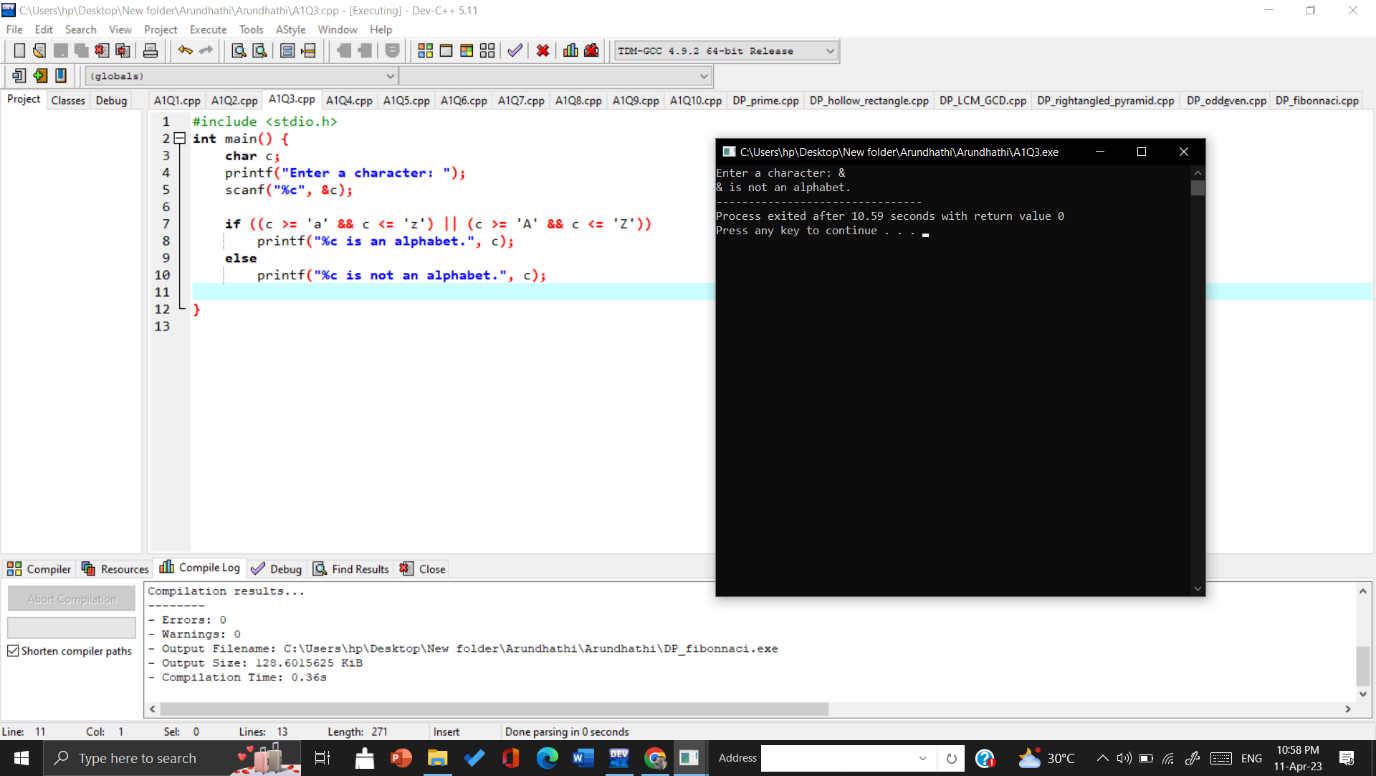 C:\Users\hp\Desktop\New folder\Arundhathi\Arundhathi\A1Q3.cpp - [Executing] - Dev-C++ 5.11
File Edit Search View Project Execute Tools AStyle Window Help
TDM-GCC 4.9.2 64-bit Release
(globals)
Project Classes Debug
A1Q1.cpp A1Q2.cpp A1Q3.cpp A1Q4.cpp A1Q5.cpp A1Q6.cpp A1Q7.cpp A1Q8.cpp A1Q9.cpp A1Q10.cpp DP_prime.cpp DP_hollow_rectangle.cpp DP_LCM_GCD.cpp DP_rightangled_pyramid.cpp DP_oddeven.cpp DP_fibonnaci.cpp
1 #include <stdio.h>
2 int main() {
3 char c;
4 printf("Enter a character: ");
5 scanf("%c", &c);
6
7 if ((c >= 'a' && c <= 'z') || (c >= 'A' && c <= 'Z'))
8 printf("%c is an alphabet.", c);
9 else
10 printf("%c is not an alphabet.", c);
11
12 }
13
C:\Users\hp\Desktop\New folder\Arundhathi\Arundhathi\A1Q3.exe
Enter a character: &
& is not an alphabet.
--------------------------------
Process exited after 10.59 seconds with return value 0
Press any key to continue . . .
Compiler Resources Compile Log Debug Find Results Close
Abort Compilation
Shorten compiler paths
Compilation results...
--------
- Errors: 0
- Warnings: 0
- Output Filename: C:\Users\hp\Desktop\New folder\Arundhathi\Arundhathi\DP_fibonnaci.exe
- Output Size: 128.6015625 KiB
- Compilation Time: 0.36s
Line: 11 Col: 1 Sel: 0 Lines: 13 Length: 271 Insert Done parsing in 0 seconds
Type here to search
DEV
Address
30°C
ENG
10:58 PM
11-Apr-23